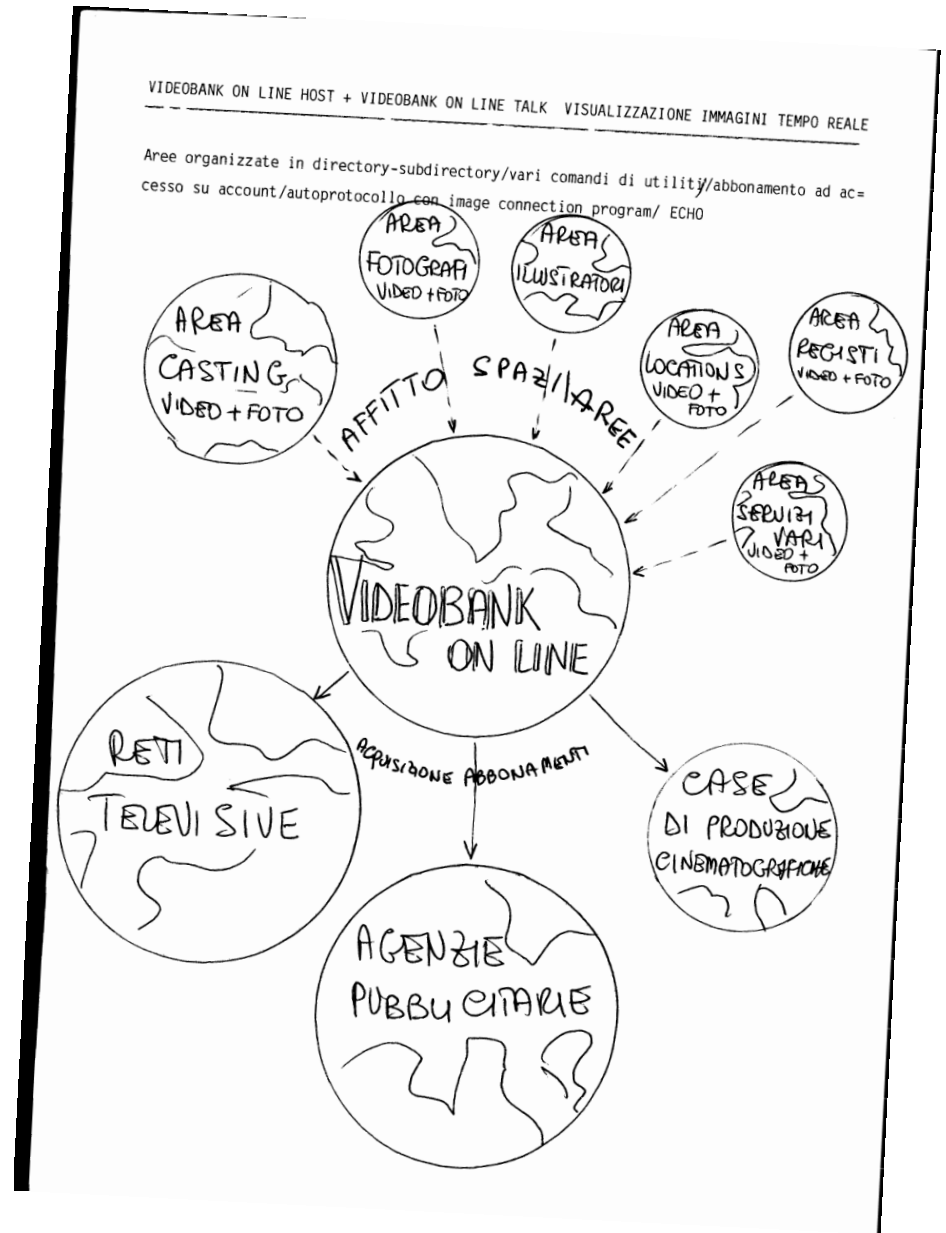 VIDEOBANK ON LINE HOST + VIDEOBANK ON LINE TALK  VISUALIZZAZIONE IMMAGINI TEMPO REALE
Aree organizzate in directory-subdirectory/vari comandi di utility/abbonamento ad ac=
cesso su account/autoprotocollo con image connection program/ ECHO
AREA
FOTOGRAFI
VIDEO + FOTO
AREA
ILLUSTRATORI
AREA
CASTING
VIDEO + FOTO
AREA
LOCATIONS
VIDEO +
FOTO
AREA
REGISTI
VIDEO + FOTO
AFFITTO SPAZI/AREE
AREA
SERVIZI
VARI
VIDEO +
FOTO
VIDEOBANK
ON LINE
RETI
TELEVISIVE
ACQUISIZIONE ABBONAMENTI
CASE
DI PRODUZIONE
CINEMATOGRAFICHE
AGENZIE
PUBBLICITARIE